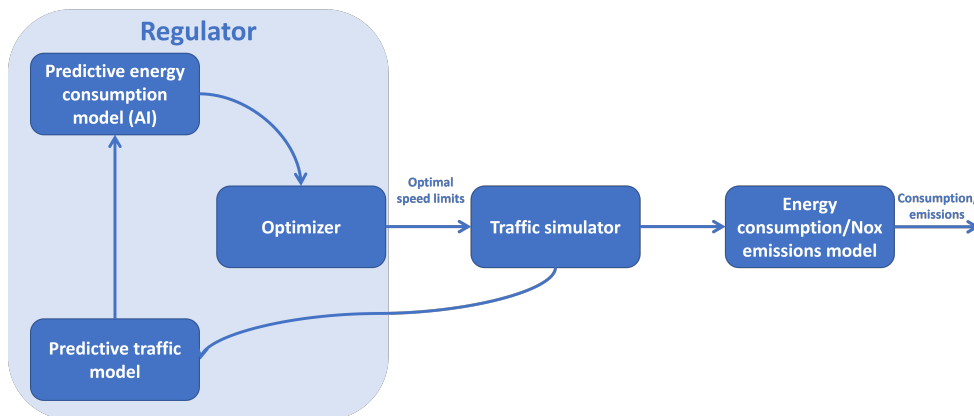 Regulator
Predictive energy
consumption
model (AI)
Optimizer
Optimal
speed limits
Traffic simulator
Energy
consumption/Nox
emissions model
Consumption,
emissions
Predictive traffic
model